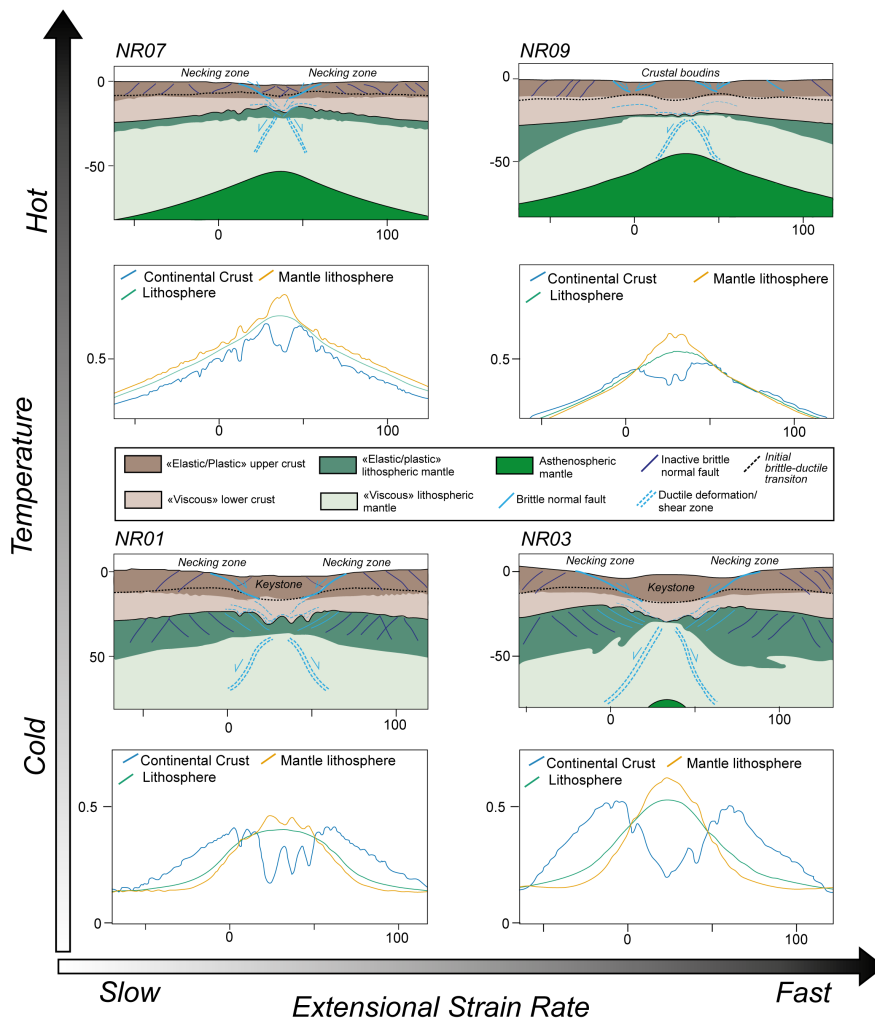 Hot
Temperature
Cold
NR07
Necking zone
Necking zone
0
-50
0
100
NR09
Crustal boudins
0
-50
0
100
Continental Crust
Mantle lithosphere
Lithosphere
0.5
0
100
Continental Crust
Mantle lithosphere
Lithosphere
0.5
0
100
«Elastic/Plastic» upper crust
«Elastic/plastic»
lithospheric mantle
Asthenospheric
mantle
Inactive brittle
normal fault
Initial
brittle-ductile
transiton
«Viscous» lower crust
«Viscous» lithospheric
mantle
Brittle normal fault
Ductile deformation/
shear zone
NR01
Necking zone
Necking zone
Keystone
0
50
0
100
NR03
Necking zone
Necking zone
Keystone
0
-50
0
100
Continental Crust
Mantle lithosphere
Lithosphere
0.5
0
0
100
Continental Crust
Mantle lithosphere
Lithosphere
0.5
0
0
100
Slow
Extensional Strain Rate
Fast